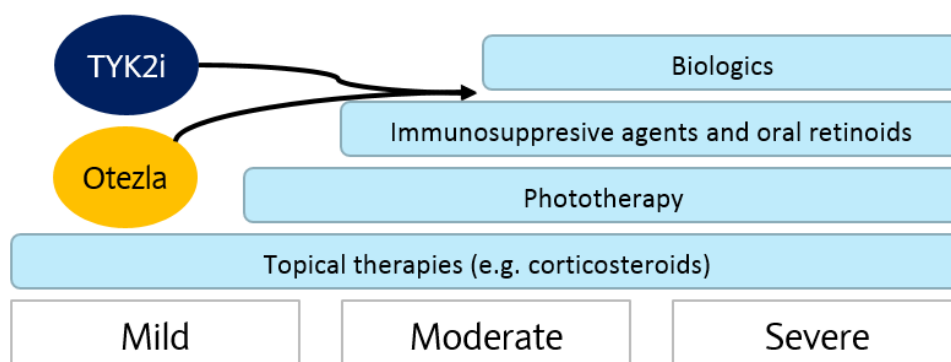 TYK2i
Biologics
Immunosuppresive agents and oral retinoids
Otezla
Phototherapy
Topical therapies (e.g. corticosteroids)
Mild
Moderate
Severe